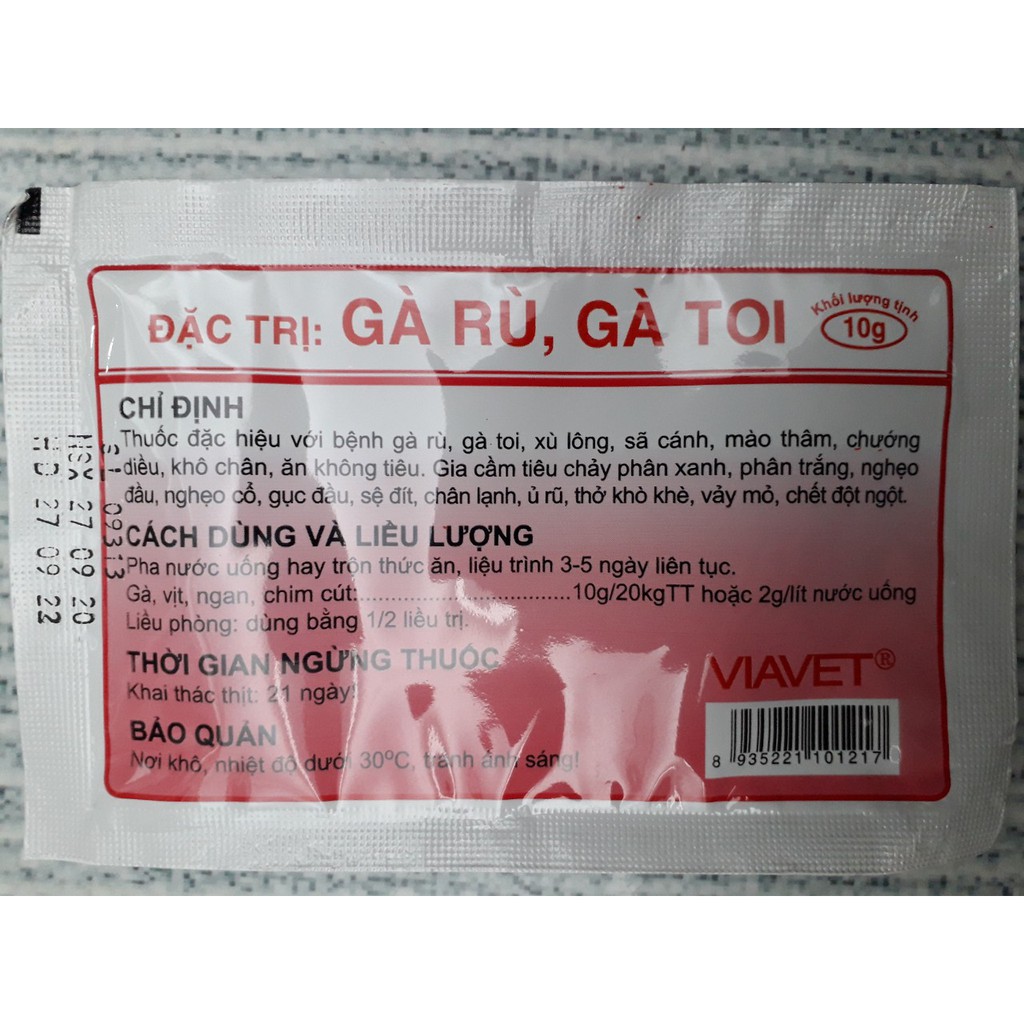 ĐẶC TRỊ: GÀ RÙ, GÀ TOI
Khối lượng tịnh
10g
CHỈ ĐỊNH
Thuốc đặc hiệu với bệnh gà rù, gà toi, xù lông, sã cánh, mào thâm, chướng
diều, khô chân, ăn không tiêu. Gia cầm tiêu chảy phân xanh, phân trắng, nghẹo
đầu, nghẹo cổ, gục đầu, sệ đít, chân lạnh, ủ rũ, thở khò khè, vảy mỏ, chết đột ngột.
CÁCH DÙNG VÀ LIỀU LƯỢNG
Pha nước uống hay trộn thức ăn, liệu trình 3-5 ngày liên tục.
Gà, vịt, ngan, chim cút:.................................10g/20kgTT hoặc 2g/lít nước uống
Liều phòng: dùng bằng 1/2 liều trị.
THỜI GIAN NGỪNG THUỐC
Khai thác thịt: 21 ngày!
BẢO QUẢN
Nơi khô, nhiệt độ dưới 30ºC, tránh ánh sáng!
VIAVET®
8 935221 101217
09313
NSX 27 09 20
HD 27 09 22